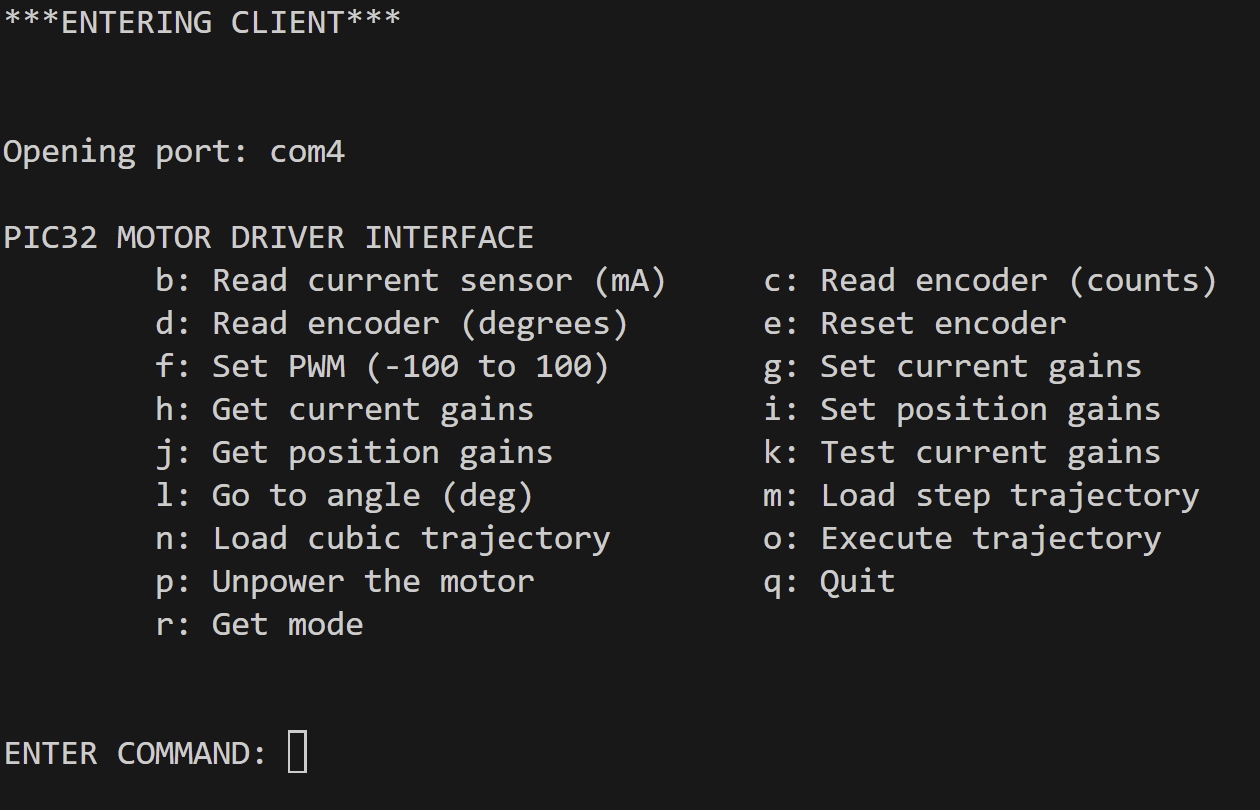 ***ENTERING CLIENT***
Opening port: com4
PIC32 MOTOR DRIVER INTERFACE
b: Read current sensor (mA) c: Read encoder (counts)
d: Read encoder (degrees) e: Reset encoder
f: Set PWM (-100 to 100) g: Set current gains
h: Get current gains i: Set position gains
j: Get position gains k: Test current gains
l: Go to angle (deg) m: Load step trajectory
n: Load cubic trajectory o: Execute trajectory
p: Unpower the motor q: Quit
r: Get mode
ENTER COMMAND: